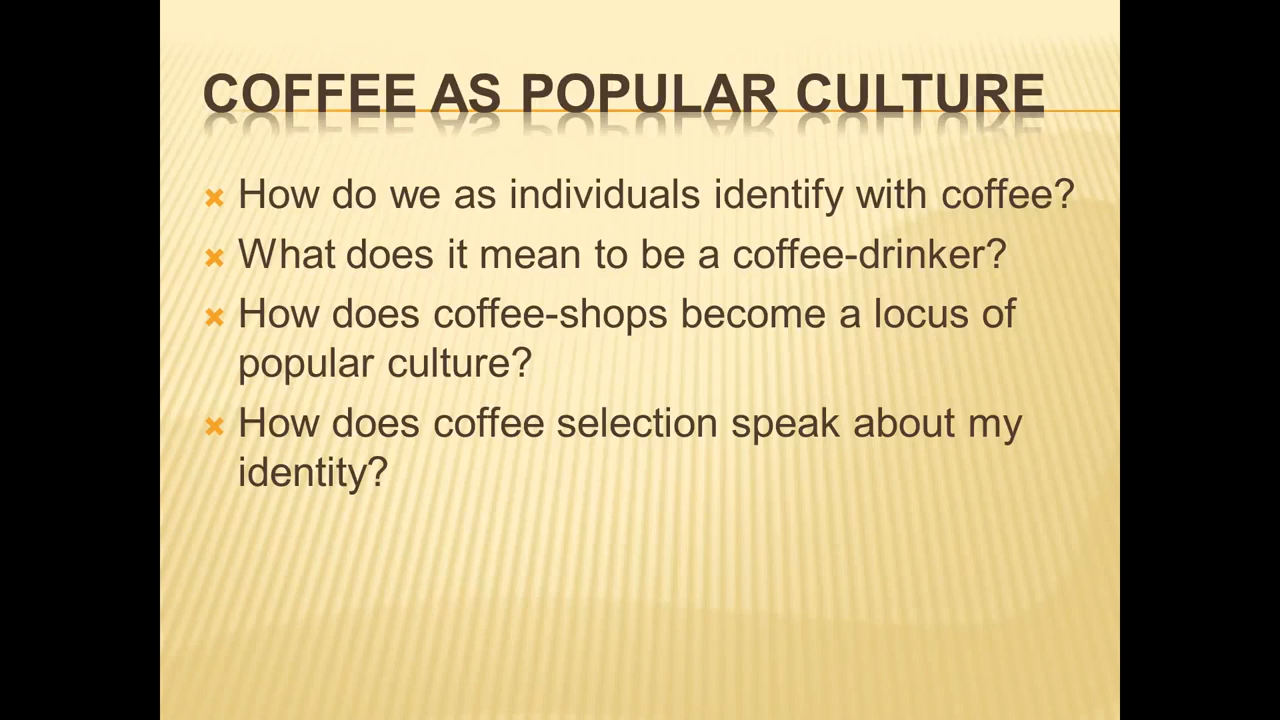 COFFEE AS POPULAR CULTURE
How do we as individuals identify with coffee?
What does it mean to be a coffee-drinker?
How does coffee-shops become a locus of
popular culture?
How does coffee selection speak about my
identity?